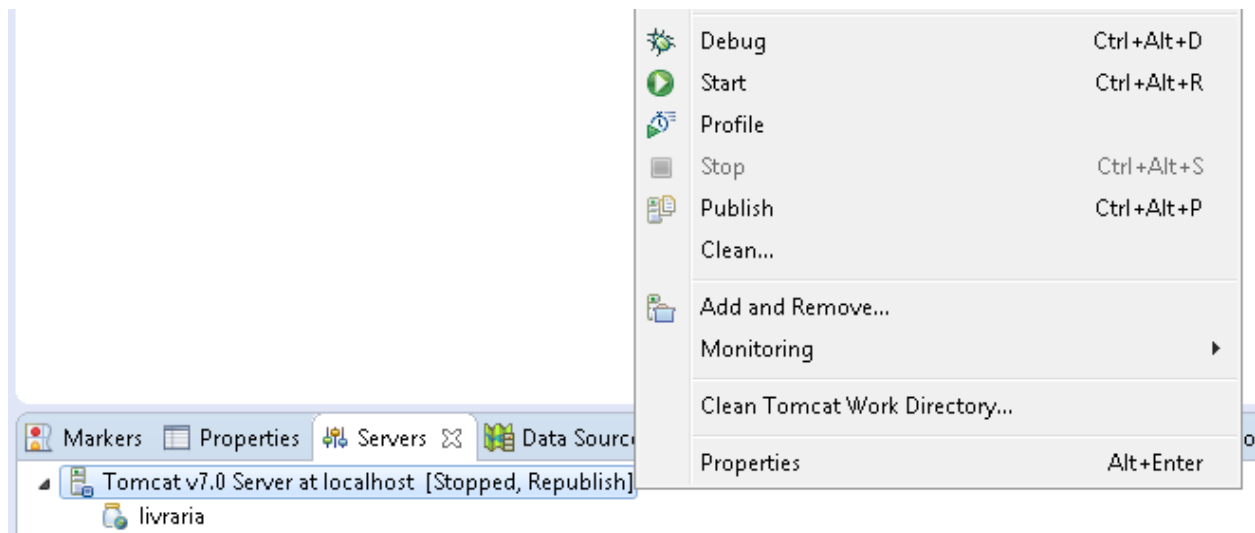 Debug Ctrl+Alt+D
Start Ctrl+Alt+R
Profile
Stop Ctrl+Alt+S
Publish Ctrl+Alt+P
Clean...
Add and Remove...
Monitoring
Clean Tomcat Work Directory...
Properties Alt+Enter
Markers Properties Servers Data
Tomcat v7.0 Server at localhost [Stopped, Republish]
livraria